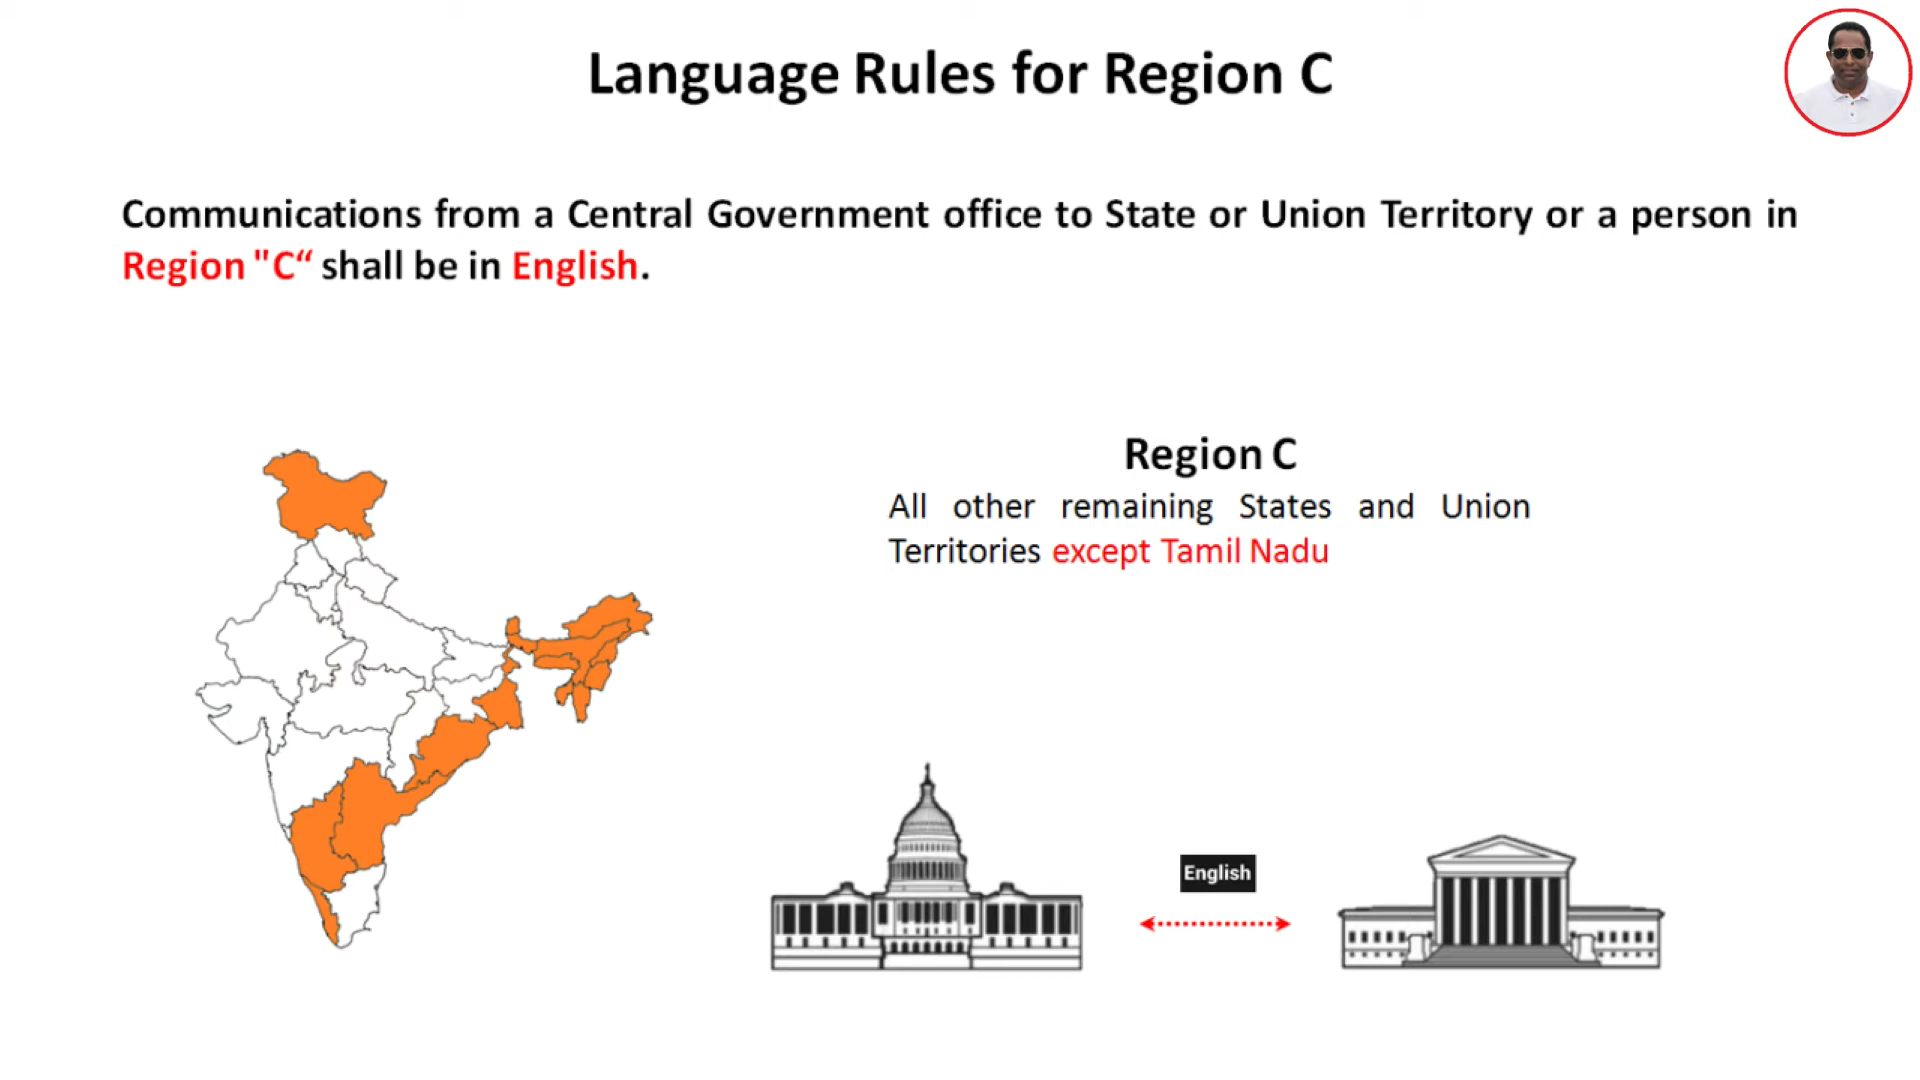 Language Rules for Region C
Communications from a Central Government office to State or Union Territory or a person in
Region "C“ shall be in English.
Region C
All other remaining States and Union
Territories except Tamil Nadu
English